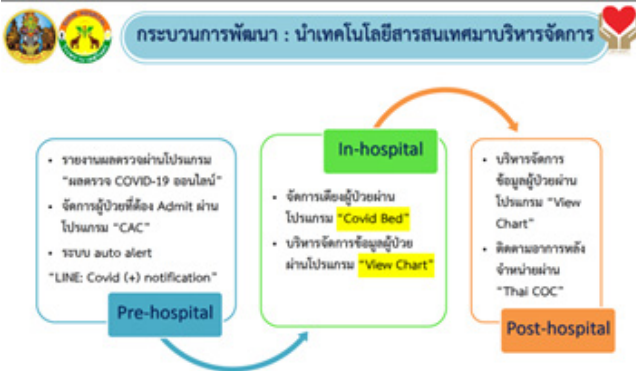 กระบวนการพัฒนา : นำเทคโนโลยีสารสนเทศมาบริหารจัดการ
• รายงานผลตรวจผ่านโปรแกรม
"ผลตรวจ COVID-19 ออนไลน์"
• จัดการผู้ป่วยที่ต้อง Admit ผ่าน
โปรแกรม "CAC"
• ระบบ auto alert
"LINE: Covid (+) notification"
Pre-hospital
In-hospital
• จัดการเตียงผู้ป่วยผ่าน
โปรแกรม "Covid Bed"
• บริหารจัดการข้อมูลผู้ป่วย
ผ่านโปรแกรม "View Chart"
• บริหารจัดการ
ข้อมูลผู้ป่วยผ่าน
โปรแกรม "View
Chart"
• ติดตามอาการหลัง
จำหน่ายผ่าน
"Thai COC"
Post-hospital